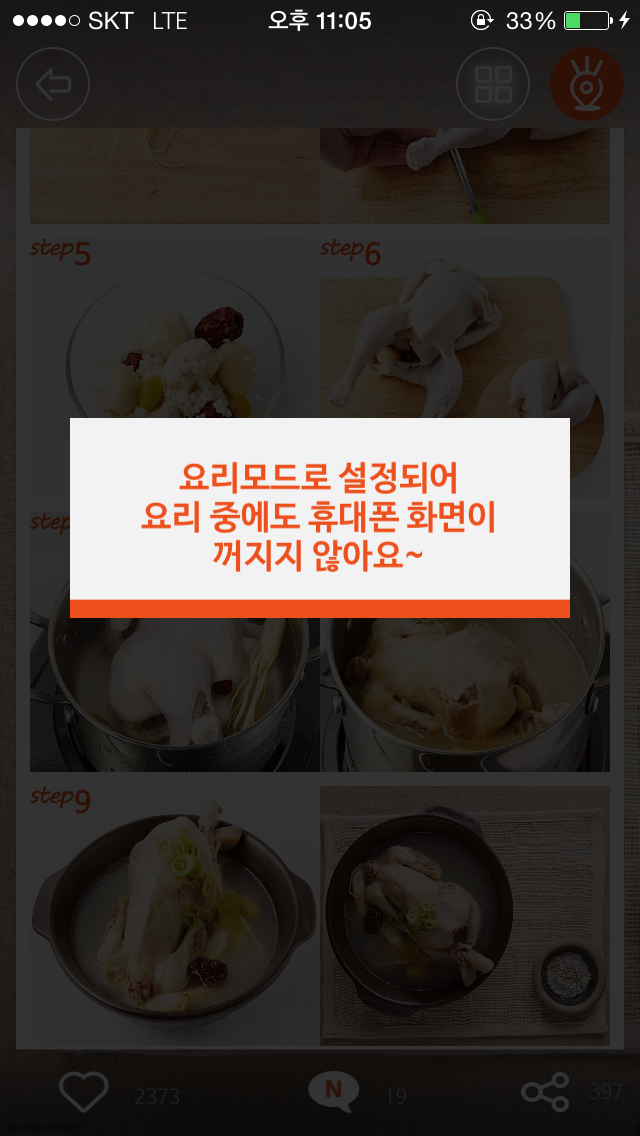 SKT LTE 오후 11:05 33%
step5 step6
요리모드로 설정되어
요리 중에도 휴대폰 화면이
꺼지지 않아요~
step
step9
2373 N 19 397